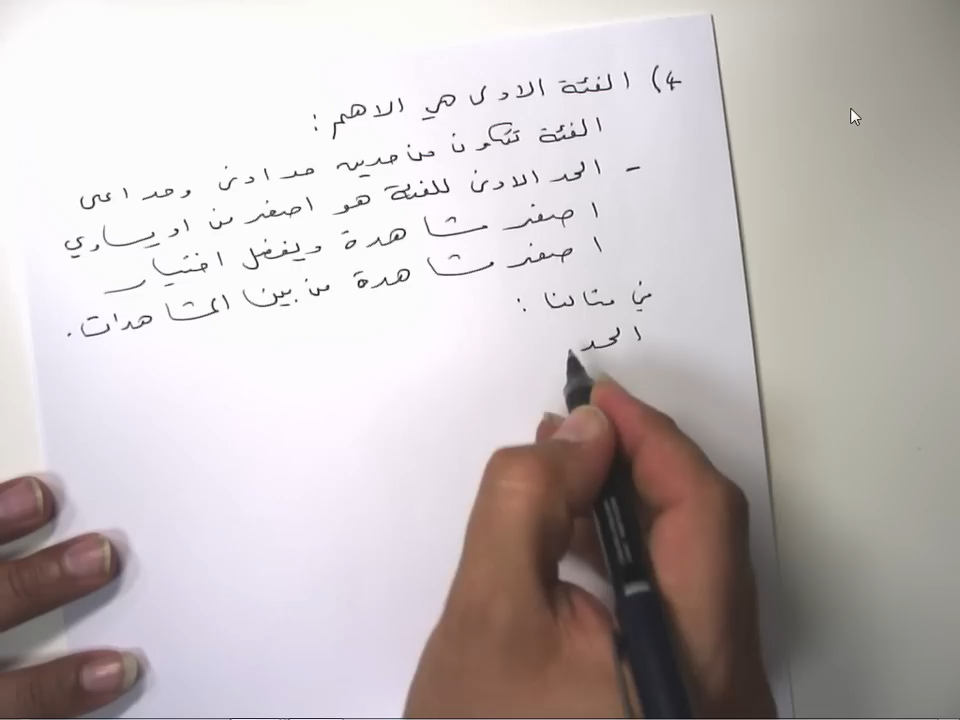 4) الفئة الاولى هي الاهم :
الفئة تتكون من حدين حد ادنى وحد اعلى
- الحد الادنى للفئة هو اصغر من او يساوي
اصغر مشاهدة ويفضل اختيار
اصغر مشاهدة من بين المشاهدات .
في مثالنا :
الحد